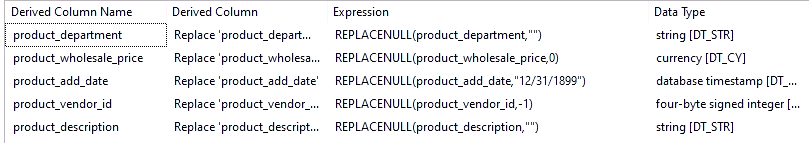 Derived Column Name Derived Column Expression Data Type
product_department Replace 'product_depart... REPLACENULL(product_department,"") string [DT_STR]
product_wholesale_price Replace 'product_wholesa... REPLACENULL(product_wholesale_price,0) currency [DT_CY]
product_add_date Replace 'product_add_date' REPLACENULL(product_add_date,"12/31/1899") database timestamp [DT_...
product_vendor_id Replace 'product_vendor_... REPLACENULL(product_vendor_id,-1) four-byte signed integer [...
product_description Replace 'product_descript... REPLACENULL(product_description,"") string [DT_STR]